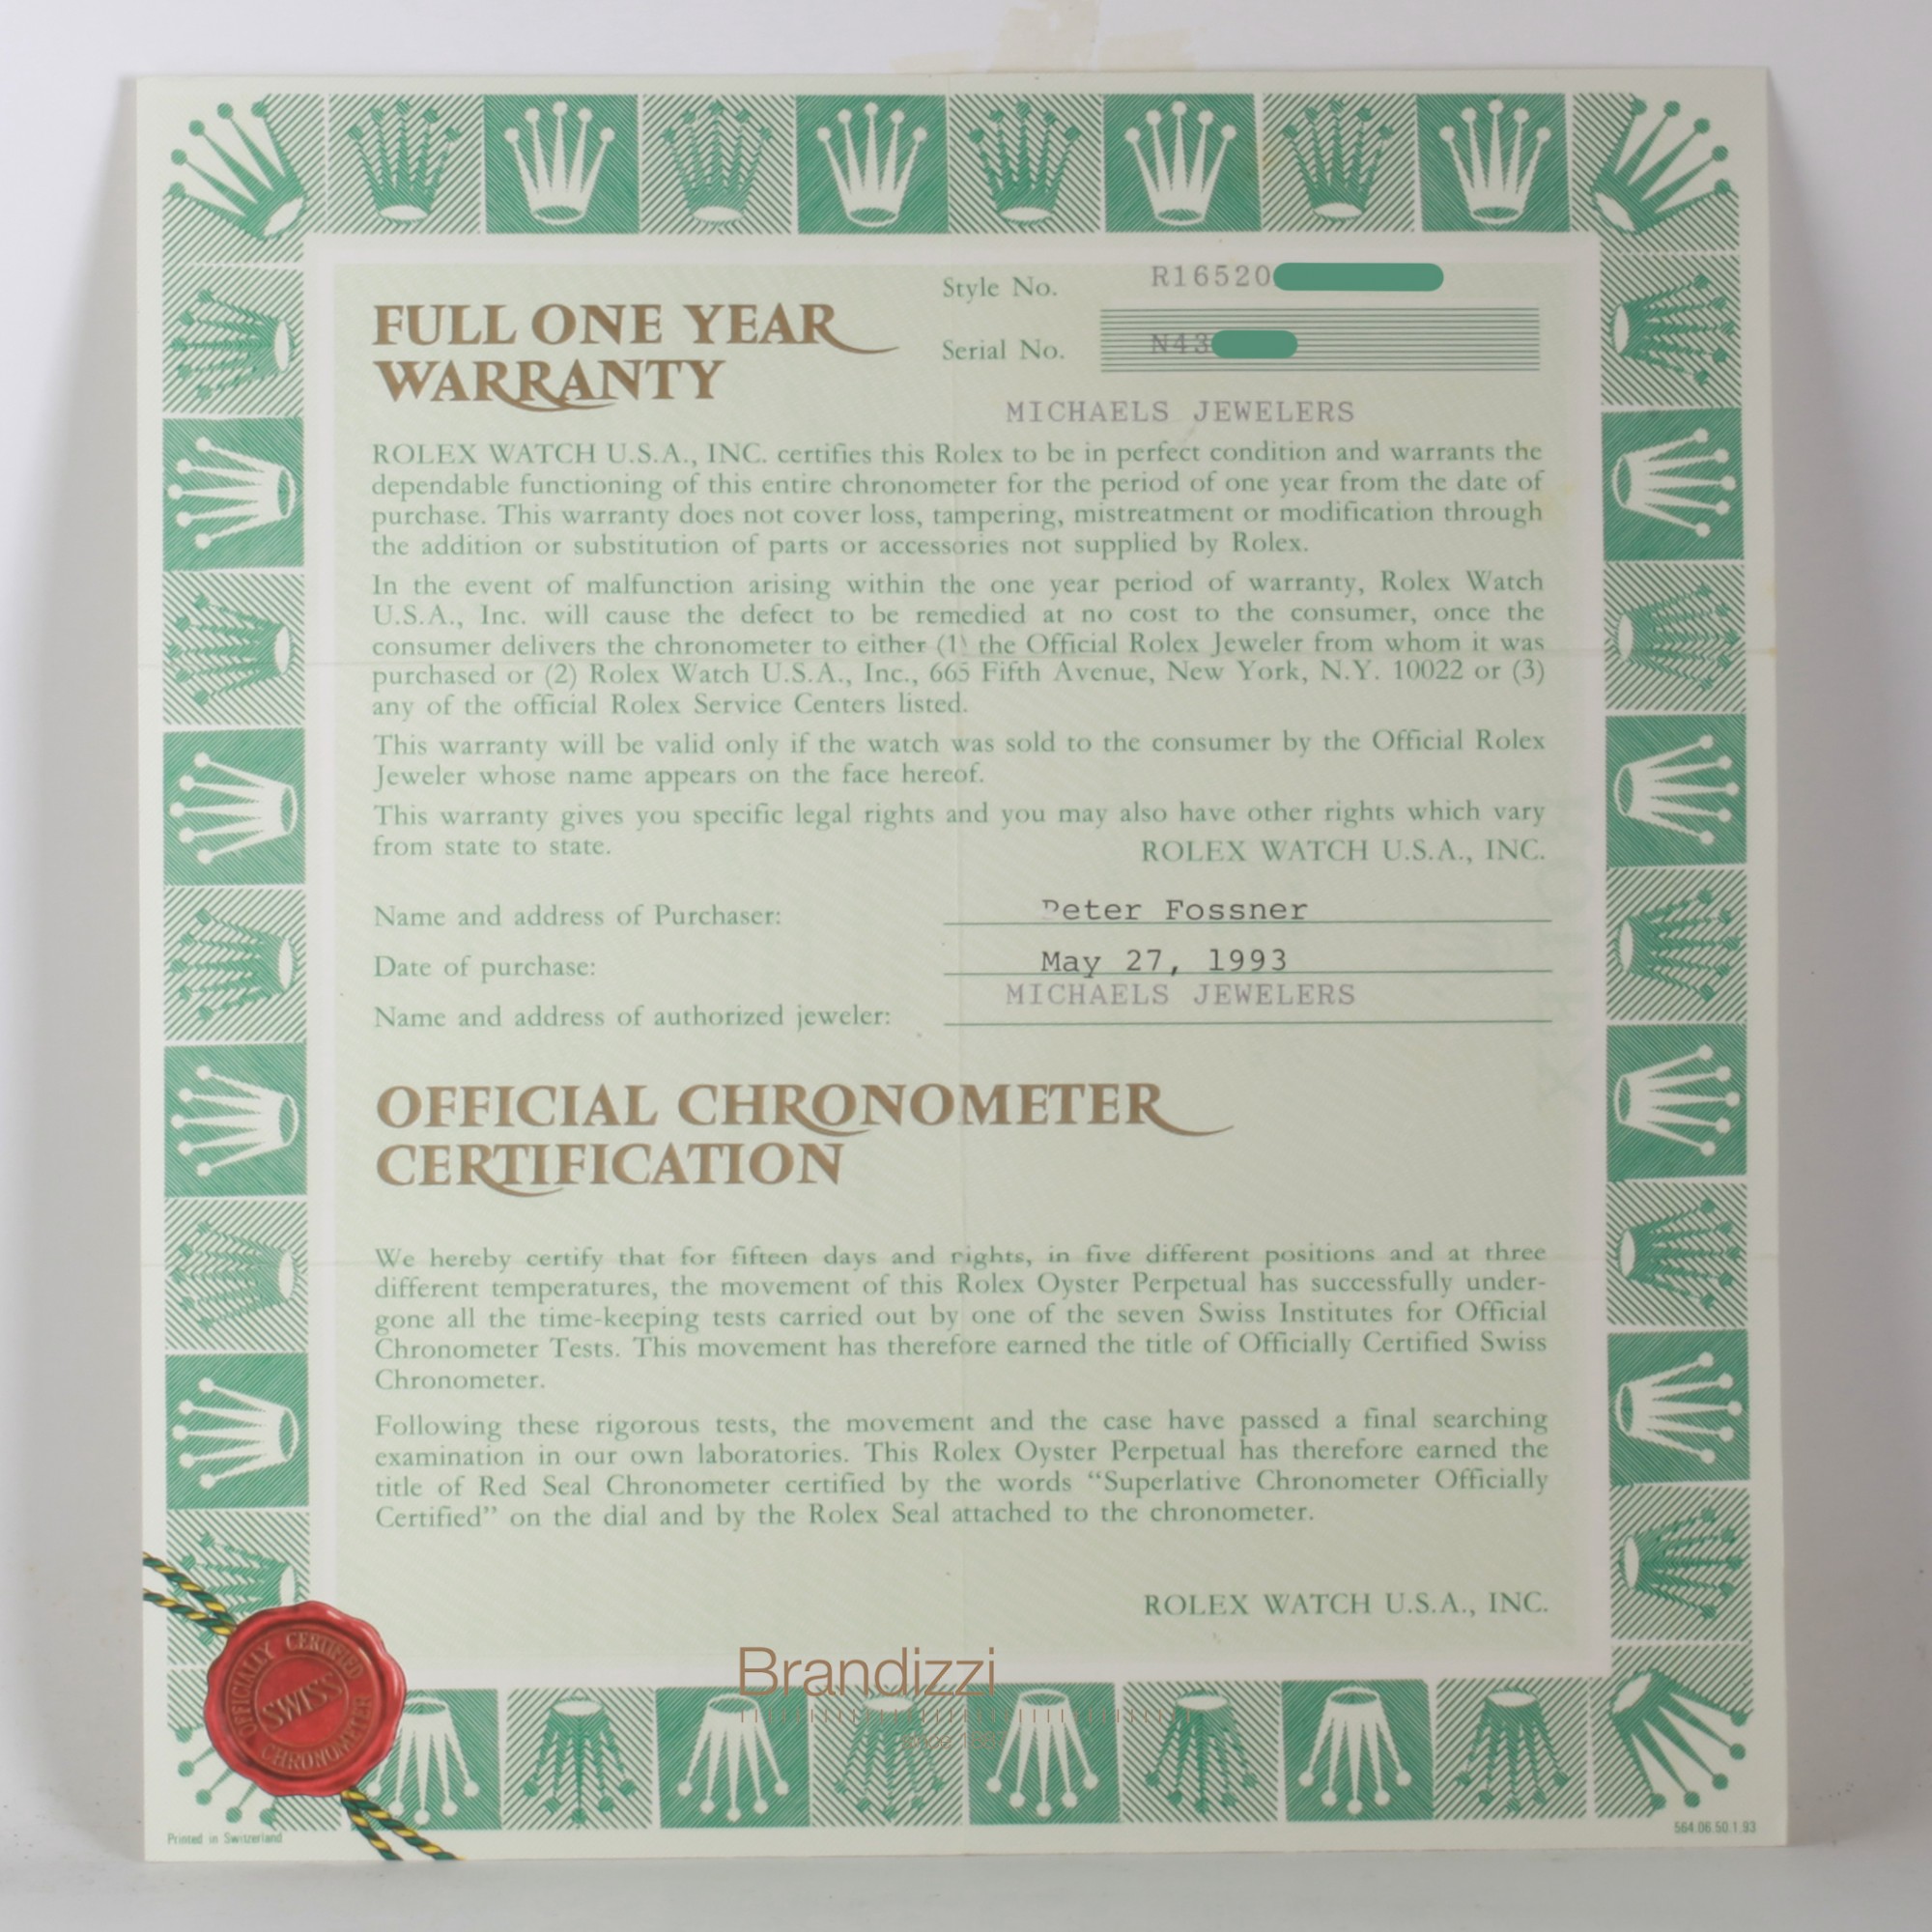 Style No. R16520
Serial No. N43
FULL ONE YEAR
WARRANTY
MICHAELS JEWELERS
ROLEX WATCH U.S.A., INC. certifies this Rolex to be in perfect condition and warrants the
dependable functioning of this entire chronometer for the period of one year from the date of
purchase. This warranty does not cover loss, tampering, mistreatment or modification through
the addition or substitution of parts or accessories not supplied by Rolex.
In the event of malfunction arising within the one year period of warranty, Rolex Watch
U.S.A., Inc. will cause the defect to be remedied at no cost to the consumer, once the
consumer delivers the chronometer to either (1) the Official Rolex Jeweler from whom it was
purchased or (2) Rolex Watch U.S.A., Inc., 665 Fifth Avenue, New York, N.Y. 10022 or (3)
any of the official Rolex Service Centers listed.
This warranty will be valid only if the watch was sold to the consumer by the Official Rolex
Jeweler whose name appears on the face hereof.
This warranty gives you specific legal rights and you may also have other rights which vary
from state to state.
ROLEX WATCH U.S.A., INC.
Name and address of Purchaser: Peter Fossner
Date of purchase: May 27, 1993
Name and address of authorized jeweler: MICHAELS JEWELERS
OFFICIAL CHRONOMETER
CERTIFICATION
We hereby certify that for fifteen days and rights, in five different positions and at three
different temperatures, the movement of this Rolex Oyster Perpetual has successfully under-
gone all the time-keeping tests carried out by one of the seven Swiss Institutes for Official
Chronometer Tests. This movement has therefore earned the title of Officially Certified Swiss
Chronometer.
Following these rigorous tests, the movement and the case have passed a final searching
examination in our own laboratories. This Rolex Oyster Perpetual has therefore earned the
title of Red Seal Chronometer certified by the words “Superlative Chronometer Officially
Certified” on the dial and by the Rolex Seal attached to the chronometer.
ROLEX WATCH U.S.A., INC.
OFFICIALLY CERTIFIED
SWISS
CHRONOMETER
Brandizzi
since
Printed in Switzerland
564.06.50.1.93